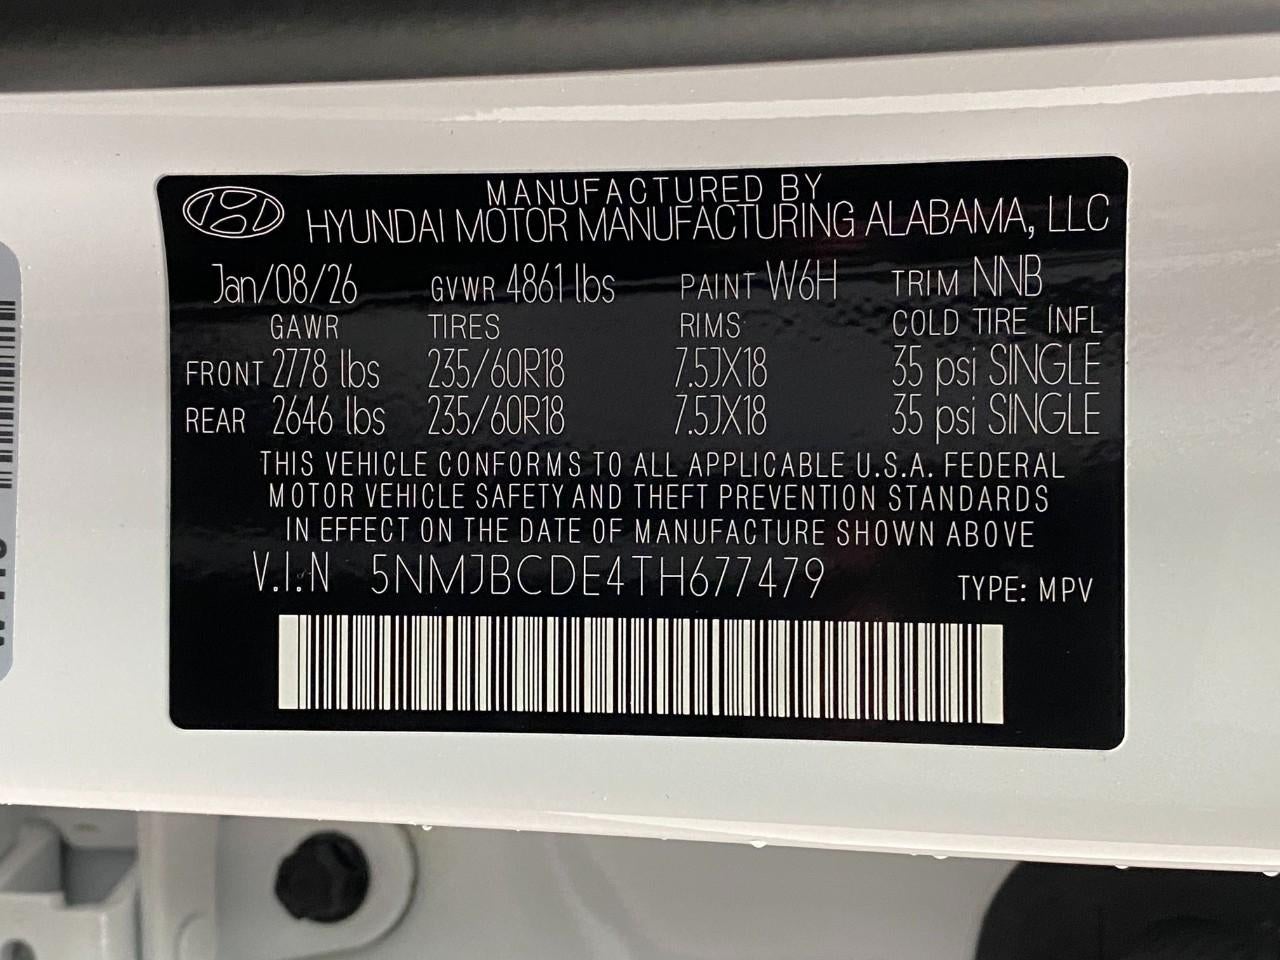 MANUFACTURED BY
HYUNDAI MOTOR MANUFACTURING ALABAMA, LLC
Jan/08/26 GVWR 4861 lbs PAINT W6H TRIM NNB
GAWR TIRES RIMS COLD TIRE INFL
FRONT 2778 lbs 235/60R18 7.5JX18 35 psi SINGLE
REAR 2646 lbs 235/60R18 7.5JX18 35 psi SINGLE
THIS VEHICLE CONFORMS TO ALL APPLICABLE U.S.A. FEDERAL
MOTOR VEHICLE SAFETY AND THEFT PREVENTION STANDARDS
IN EFFECT ON THE DATE OF MANUFACTURE SHOWN ABOVE
V.I.N 5NMJBCDE4TH677479 TYPE: MPV